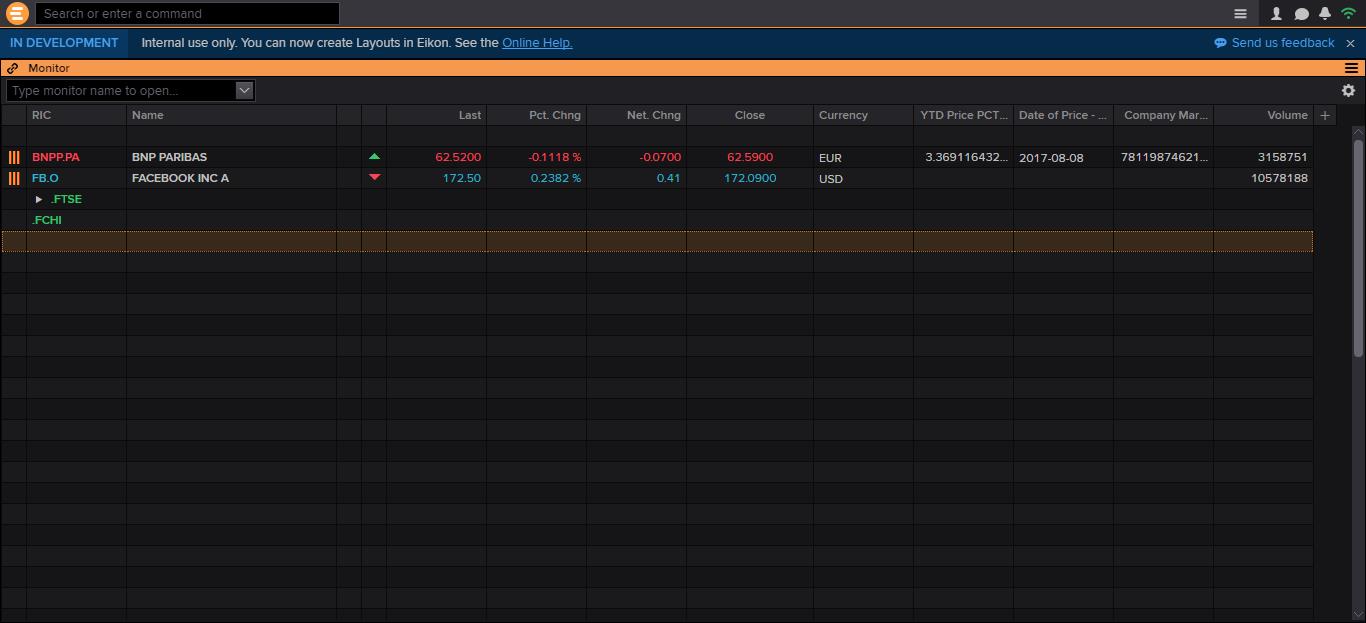 Search or enter a command
IN DEVELOPMENT Internal use only. You can now create Layouts in Eikon. See the Online Help. Send us feedback
Monitor
Type monitor name to open...
RIC Name Last Pct. Chng Net. Chng Close Currency YTD Price PCT... Date of Price - ... Company Mar... Volume
BNPP.PA BNP PARIBAS 62.5200 -0.1118 % -0.0700 62.5900 EUR 3.369116432... 2017-08-08 78119874621... 3158751
FB.O FACEBOOK INC A 172.50 0.2382 % 0.41 172.0900 USD 10578188
.FTSE
.FCHI